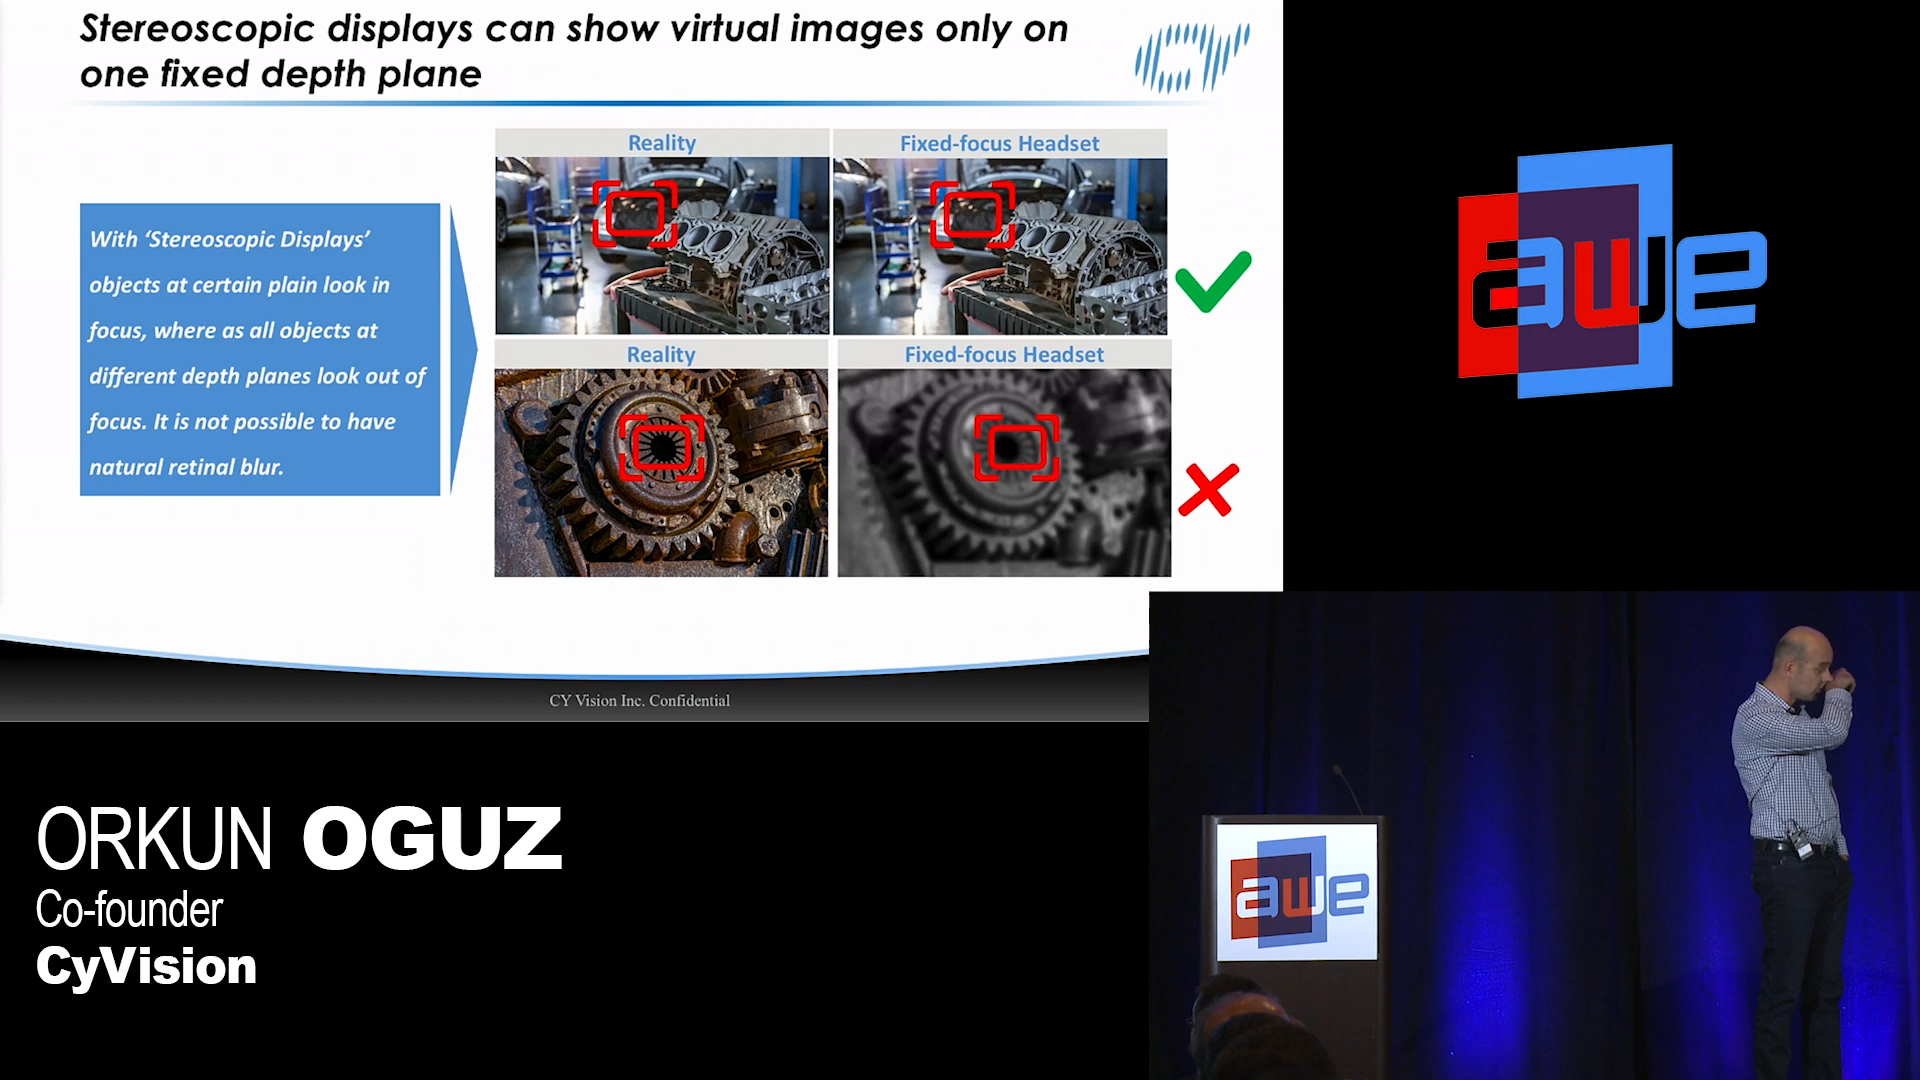 Stereoscopic displays can show virtual images only on
one fixed depth plane
CY
With ‘Stereoscopic Displays’
objects at certain plain look in
focus, where as all objects at
different depth planes look out of
focus. It is not possible to have
natural retinal blur.
Reality
Fixed-focus Headset
Reality
Fixed-focus Headset
CY Vision Inc. Confidential
awe
awe
ORKUN OGUZ
Co-founder
CyVision